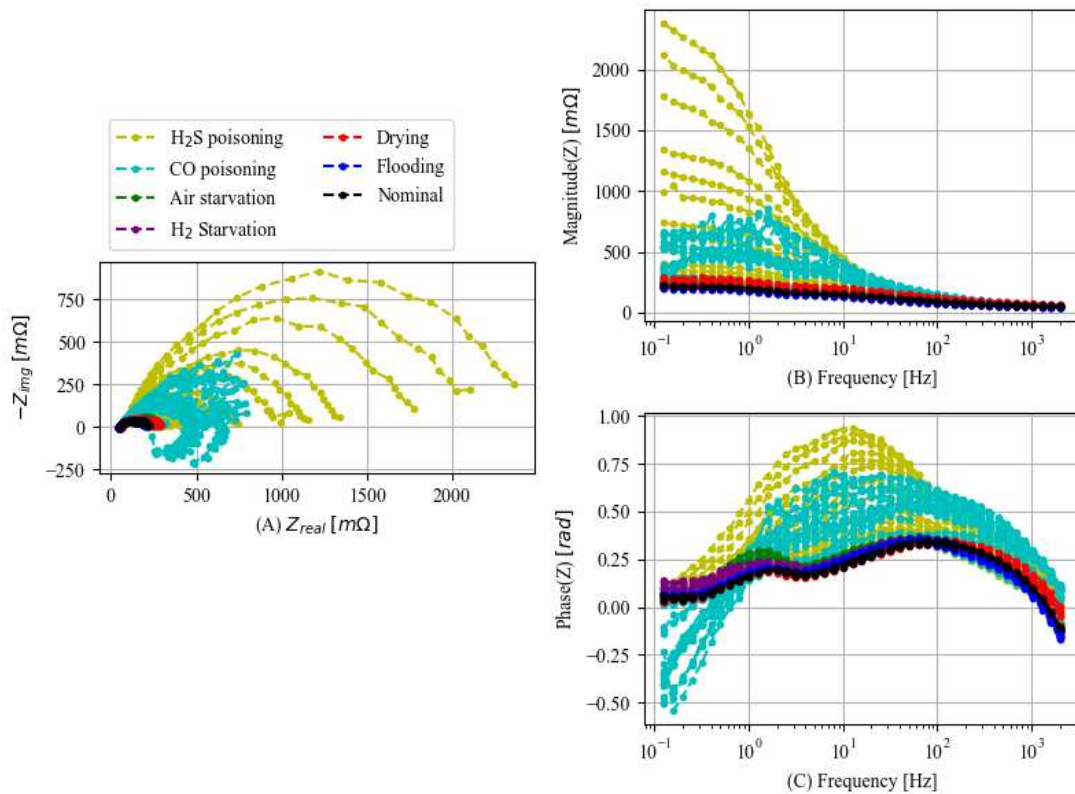 H₂S poisoning
CO poisoning
Air starvation
H₂ Starvation
Drying
Flooding
Nominal
−Z_img [mΩ]
750
500
250
0
−250
0 500 1000 1500 2000
(A) Z_real [mΩ]
Magnitude(Z) [mΩ]
2000
1500
1000
500
0
10⁻¹ 10⁰ 10¹ 10² 10³
(B) Frequency [Hz]
Phase(Z) [rad]
1.00
0.75
0.50
0.25
0.00
−0.25
−0.50
10⁻¹ 10⁰ 10¹ 10² 10³
(C) Frequency [Hz]